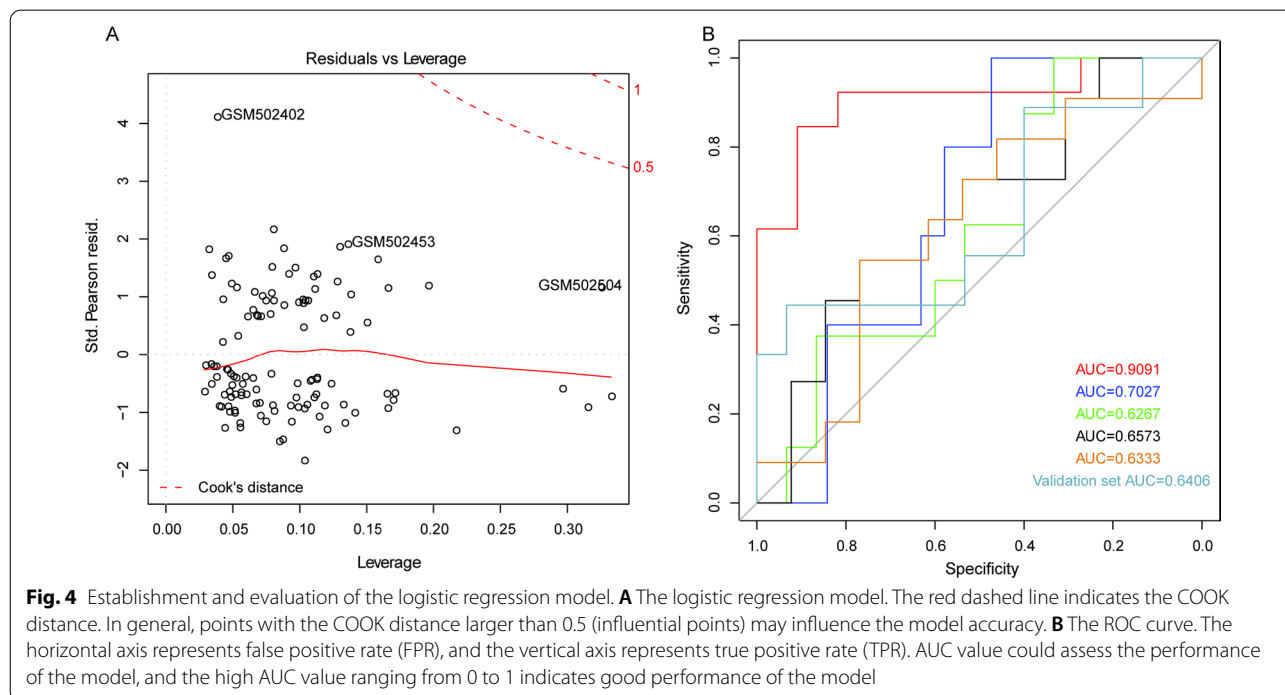 A
Residuals vs Leverage
1
GSM502402
4
0.5
3
2
GSM502453
1
GSM502504
Std. Pearson resid.
0
−1
−2
Cook's distance
0.00 0.05 0.10 0.15 0.20 0.25 0.30
Leverage
B
1.0
0.8
0.6
Sensitivity
0.4
0.2
0.0
AUC=0.9091
AUC=0.7027
AUC=0.6267
AUC=0.6573
AUC=0.6333
Validation set AUC=0.6406
1.0 0.8 0.6 0.4 0.2 0.0
Specificity
Fig. 4 Establishment and evaluation of the logistic regression model. A The logistic regression model. The red dashed line indicates the COOK
distance. In general, points with the COOK distance larger than 0.5 (influential points) may influence the model accuracy. B The ROC curve. The
horizontal axis represents false positive rate (FPR), and the vertical axis represents true positive rate (TPR). AUC value could assess the performance
of the model, and the high AUC value ranging from 0 to 1 indicates good performance of the model